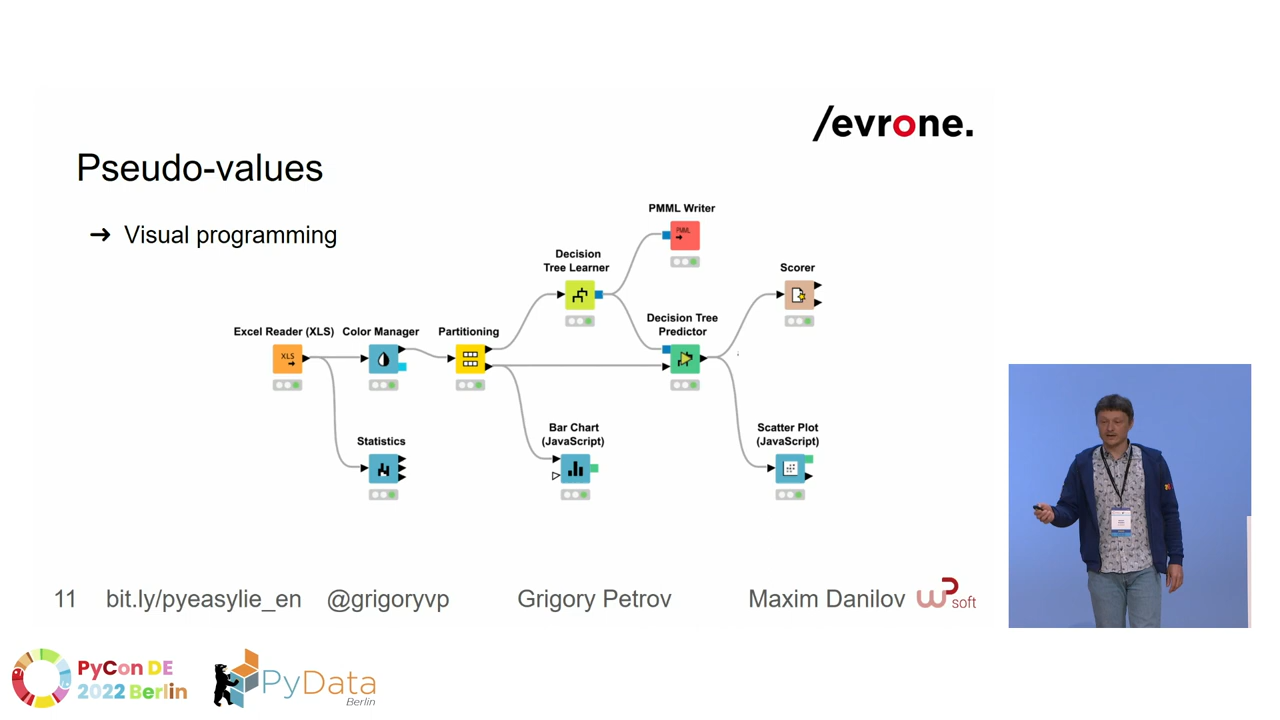 /evrone.
Pseudo-values
➔ Visual programming
PMML Writer
PMML
Decision
Tree Learner
Scorer
Decision Tree
Predictor
Excel Reader (XLS)
Color Manager
Partitioning
XLS
Statistics
Bar Chart
(JavaScript)
Scatter Plot
(JavaScript)
11
bit.ly/pyeasylie_en
@grigoryvp
Grigory Petrov
Maxim Danilov
wp soft
PyCon DE
2022 Berlin
PyData
Berlin